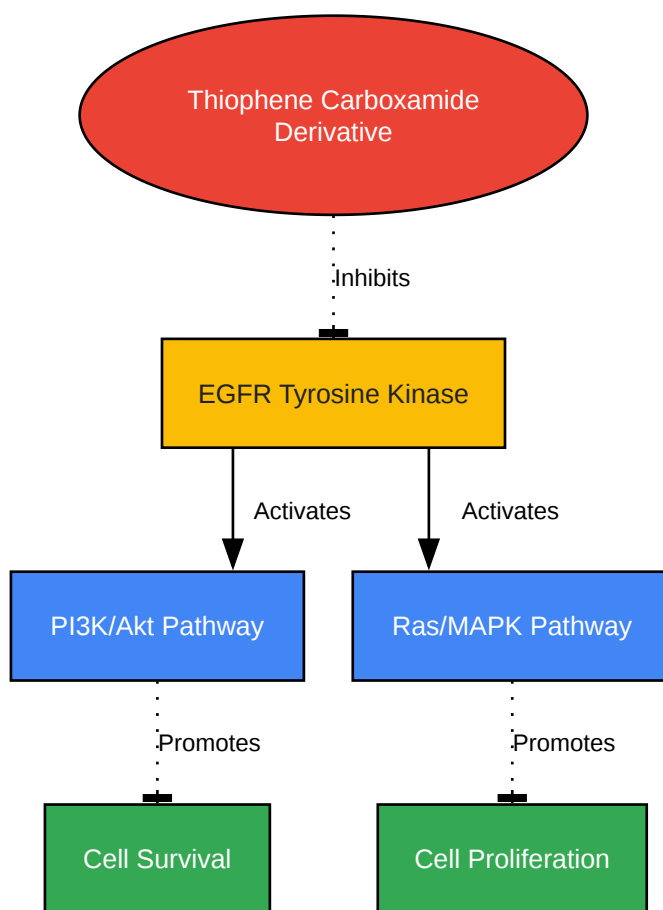 Thiophene Carboxamide
Derivative
Inhibits
EGFR Tyrosine Kinase
Activates
Activates
PI3K/Akt Pathway
Ras/MAPK Pathway
Promotes
Promotes
Cell Survival
Cell Proliferation